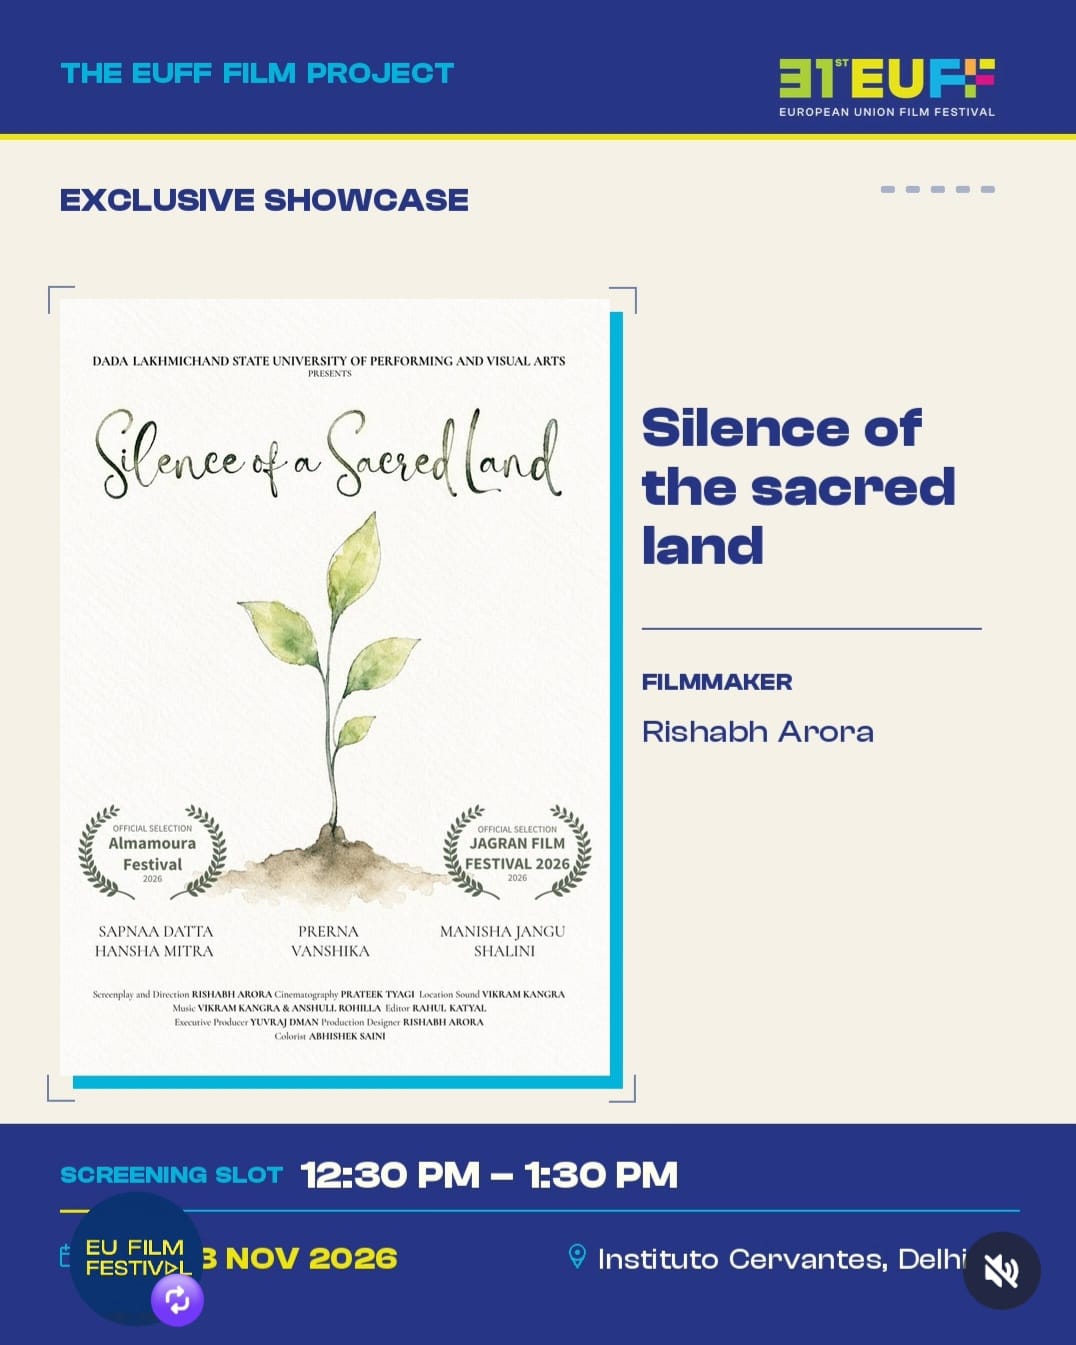 THE EUFF FILM PROJECT
31ST EUFF
EUROPEAN UNION FILM FESTIVAL
EXCLUSIVE SHOWCASE
DADA LAKHMICHAND STATE UNIVERSITY OF PERFORMING AND VISUAL ARTS
PRESENTS
Silence of a Sacred Land
OFFICIAL SELECTION
Almamoura
Festival
2026
OFFICIAL SELECTION
JAGRAN FILM
FESTIVAL 2026
2026
SAPNAA DATTA
HANSHA MITRA
PRERNA
VANSHIKA
MANISHA JANGU
SHALINI
Screenplay and Direction RISHABH ARORA Cinematography PRATEEK TYAGI Location Sound VIKRAM KANGRA
Music VIKRAM KANGRA & ANSHULL ROHILLA Editor RAHUL KATYAL
Executive Producer YUVRAJ DMAN Production Designer RISHABH ARORA
Colorist ABHISHEK SAINI
Silence of
the sacred
land
FILMMAKER
Rishabh Arora
SCREENING SLOT 12:30 PM – 1:30 PM
NOV 2026
Instituto Cervantes, Delhi
EU FILM
FESTIVAL